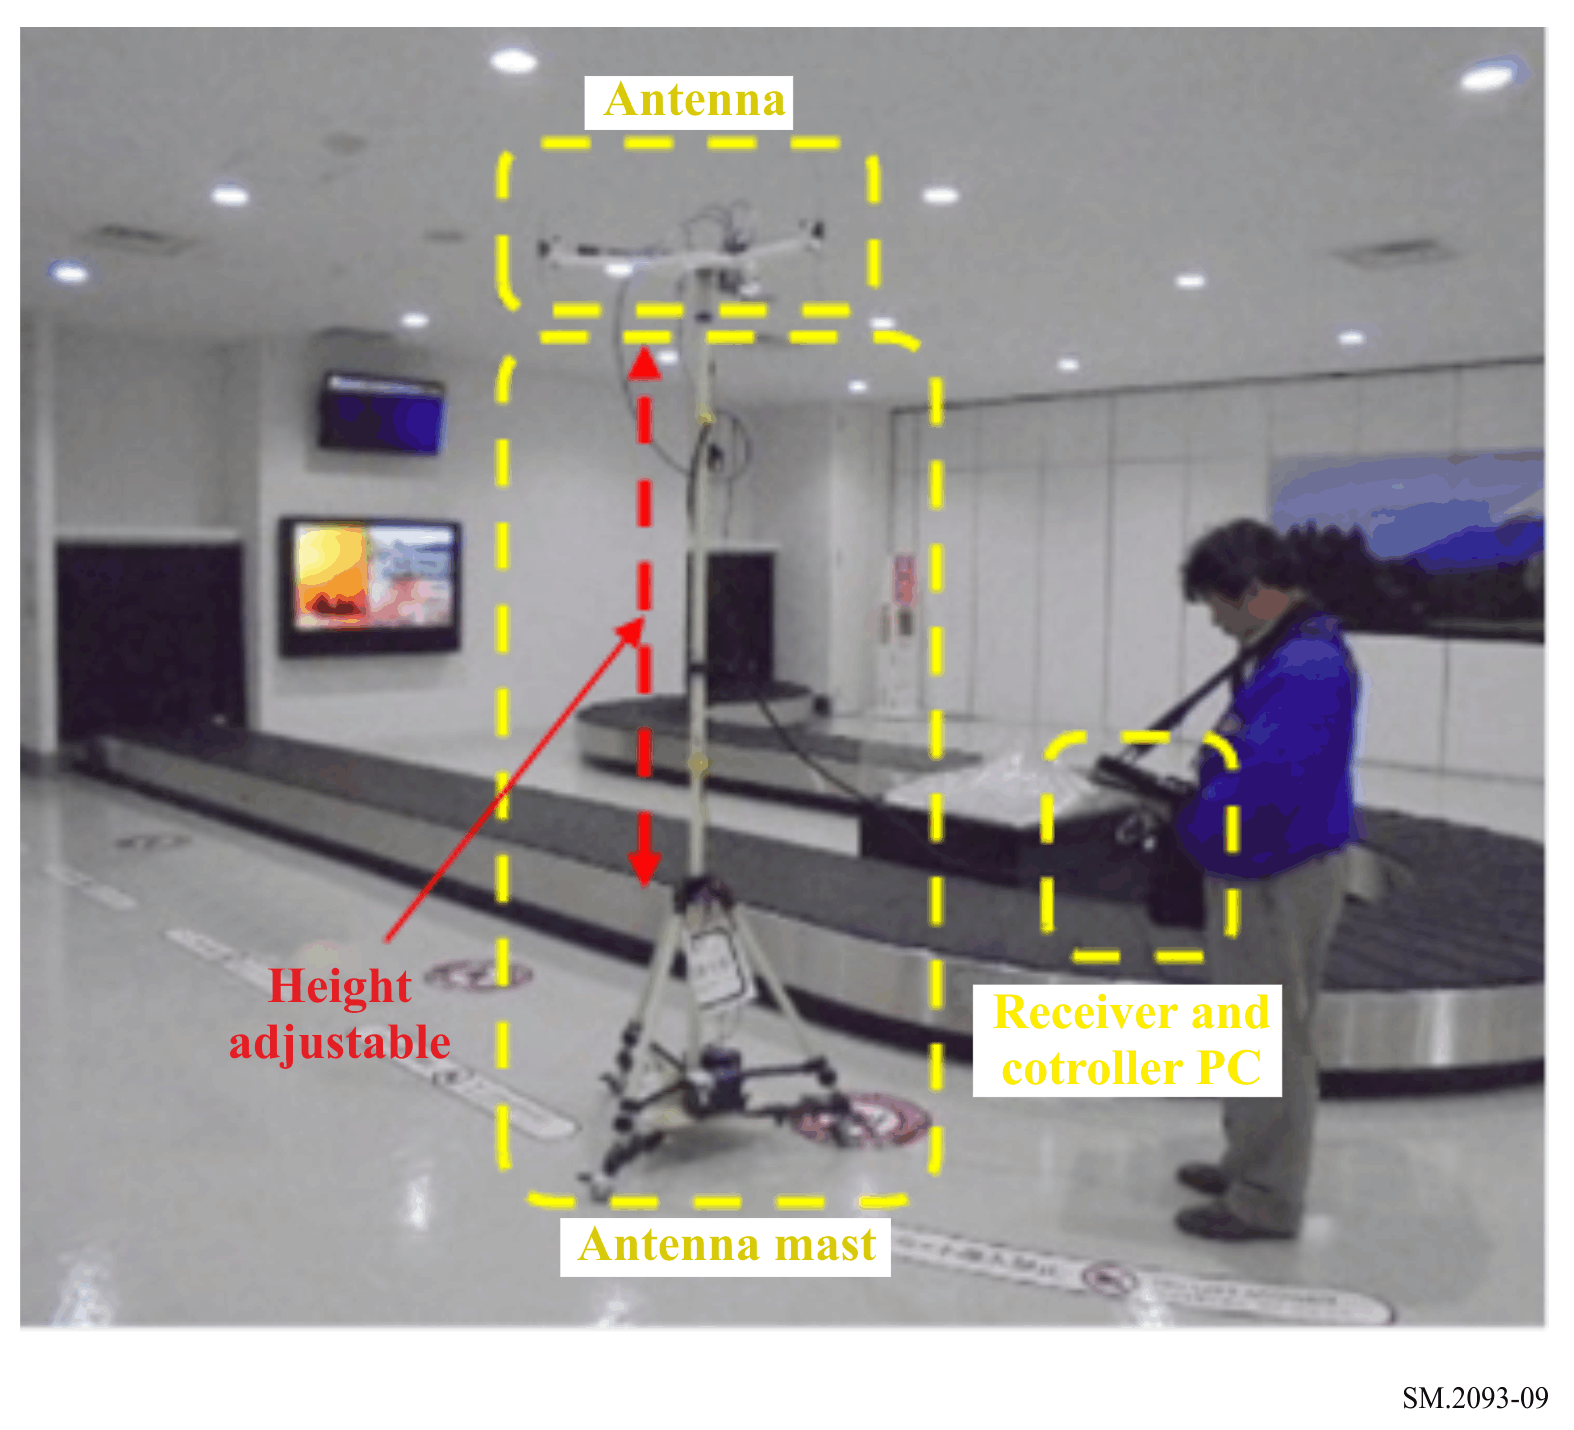 Antenna
Height
adjustable
Receiver and
cotroller PC
Antenna mast
SM.2093-09